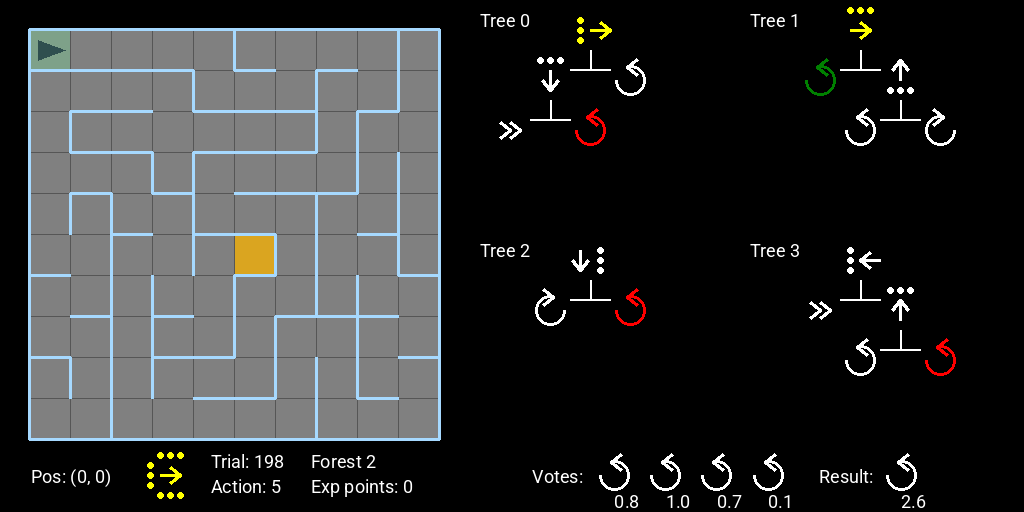 Tree 0
Tree 1
Tree 2
Tree 3
Pos: (0, 0)
Trial: 198
Forest 2
Action: 5
Exp points: 0
Votes:
0.8
1.0
0.7
0.1
Result:
2.6